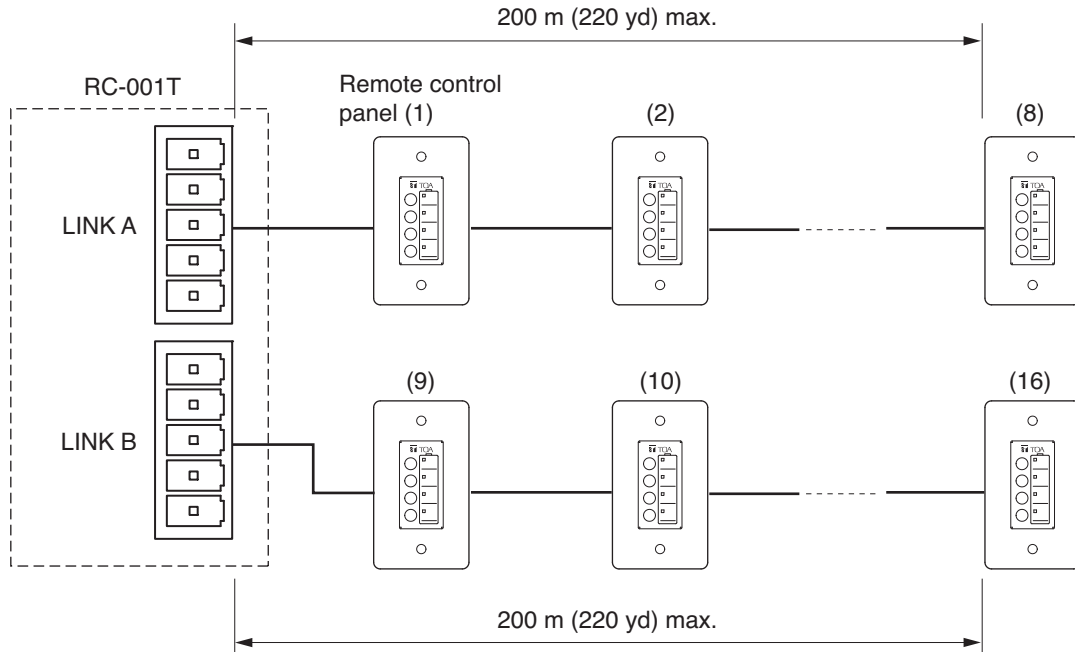 200 m (220 yd) max.
RC-001T
Remote control
panel (1)
(2)
(8)
TOA
TOA
TOA
LINK A
(9)
(10)
(16)
LINK B
TOA
TOA
TOA
200 m (220 yd) max.